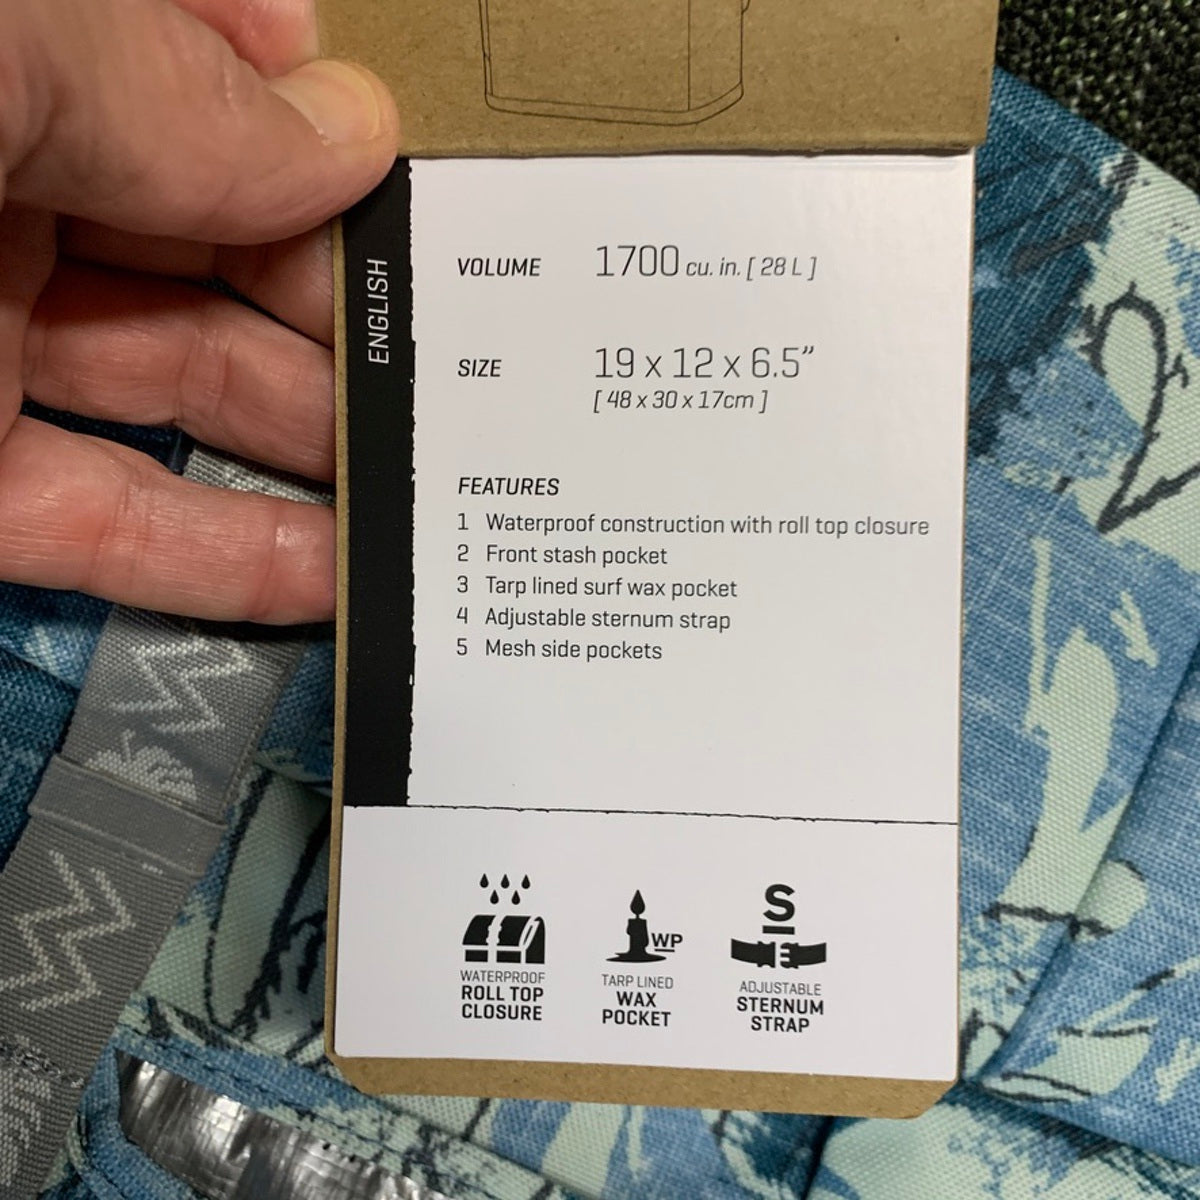 ENGLISH
VOLUME 1700 cu. in. [ 28 L ]
SIZE 19 x 12 x 6.5”
[ 48 x 30 x 17cm ]
FEATURES
1 Waterproof construction with roll top closure
2 Front stash pocket
3 Tarp lined surf wax pocket
4 Adjustable sternum strap
5 Mesh side pockets
WP
S
WATERPROOF
ROLL TOP
CLOSURE
TARP LINED
WAX
POCKET
ADJUSTABLE
STERNUM
STRAP